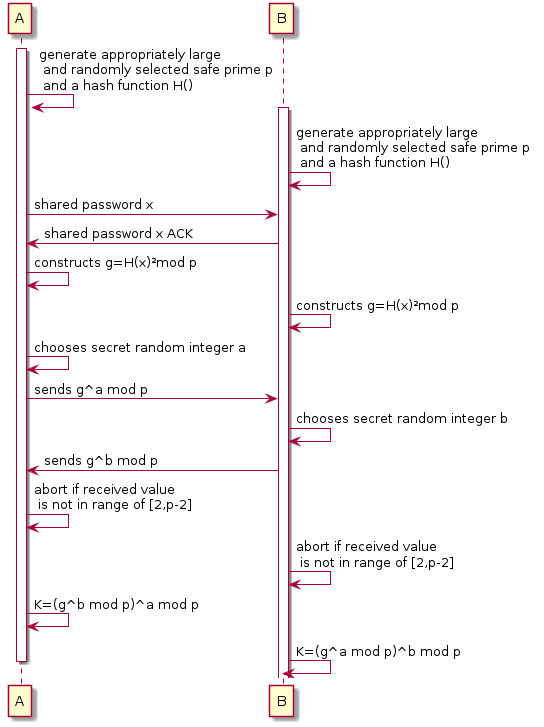 A
B
generate appropriately large
and randomly selected safe prime p
and a hash function H()
generate appropriately large
and randomly selected safe prime p
and a hash function H()
shared password x
shared password x ACK
constructs g=H(x)²mod p
constructs g=H(x)²mod p
chooses secret random integer a
sends g^a mod p
chooses secret random integer b
sends g^b mod p
abort if received value
is not in range of [2,p-2]
abort if received value
is not in range of [2,p-2]
K=(g^b mod p)^a mod p
K=(g^a mod p)^b mod p
A
B